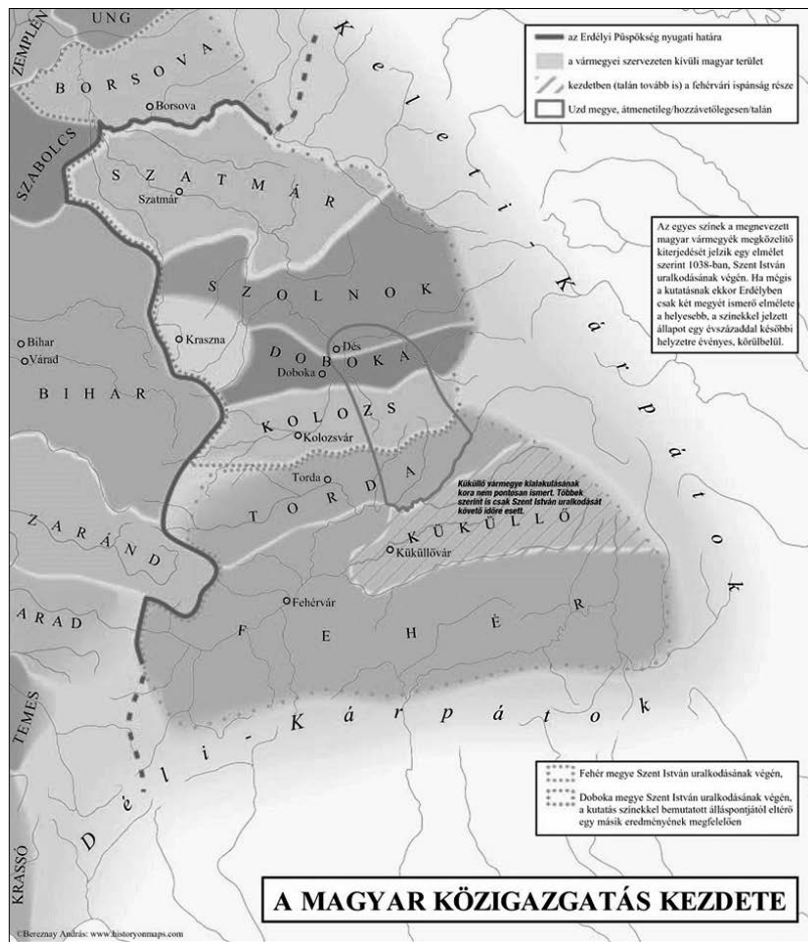 UNG
ZEMPLÉN
BORSOVA
Borsova
SZABOLCS
SZATMÁR
Szatmár
SZOLNOK
Kraszna
DOBOKA
Dés
Doboka
Bihar
Várad
BIHAR
KOLOZS
Kolozsvár
Torda
TORDA
Küküllő vármegye kialakulásának
kora nem pontosan ismert. Többek
szerint is csak Szent István uralkodását
követő időre esett.
KÜKÜLLŐ
Küküllővár
ZARÁND
Fehérvár
FEHÉR
ARAD
TEMES
KRASSÓ
Keleti-Kárpátok
Déli-Kárpátok
az Erdélyi Püspökség nyugati határa
a vármegyei szervezeten kívüli magyar terület
kezdetben (talán tovább is) a fehérvári ispánság része
Uzd megye, átmenetileg/hozzávetőlegesen/talán
Az egyes színek a megnevezett
magyar vármegyék megközelítő
kiterjedését jelzik egy elmélet
szerint 1038-ban, Szent István
uralkodásának végén. Ha mégis
a kutatásnak ekkor Erdélyben
csak két megyét ismerő elmélete
a helyesebb, a színekkel jelzett
állapot egy évszázaddal későbbi
helyzetre évényes, körülbelül.
Fehér megye Szent István uralkodásának végén,
Doboka megye Szent István uralkodásának végén,
a kutatás színekkel bemutatott álláspontjától eltérő
egy másik eredményének megfelelően
A MAGYAR KÖZIGAZGATÁS KEZDETE
©Bereznay András: www.historyonmaps.com